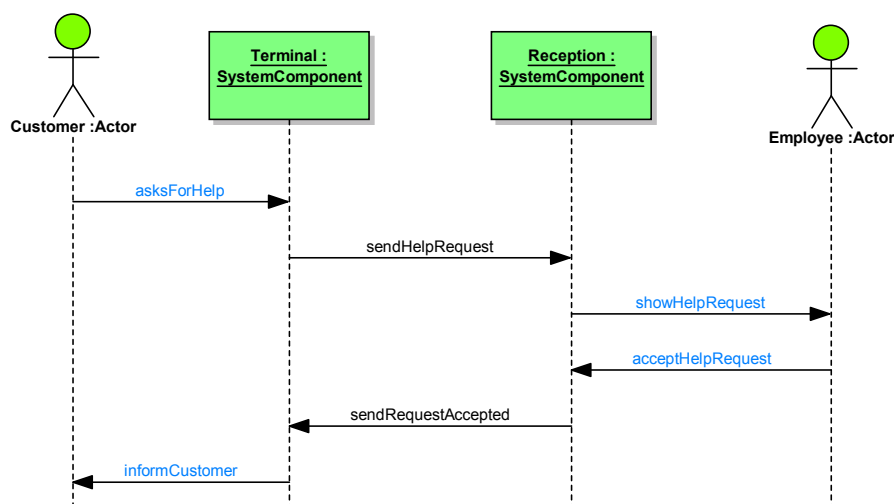 Terminal :
SystemComponent
Reception :
SystemComponent
Customer :Actor
Employee :Actor
asksForHelp
sendHelpRequest
showHelpRequest
acceptHelpRequest
sendRequestAccepted
informCustomer